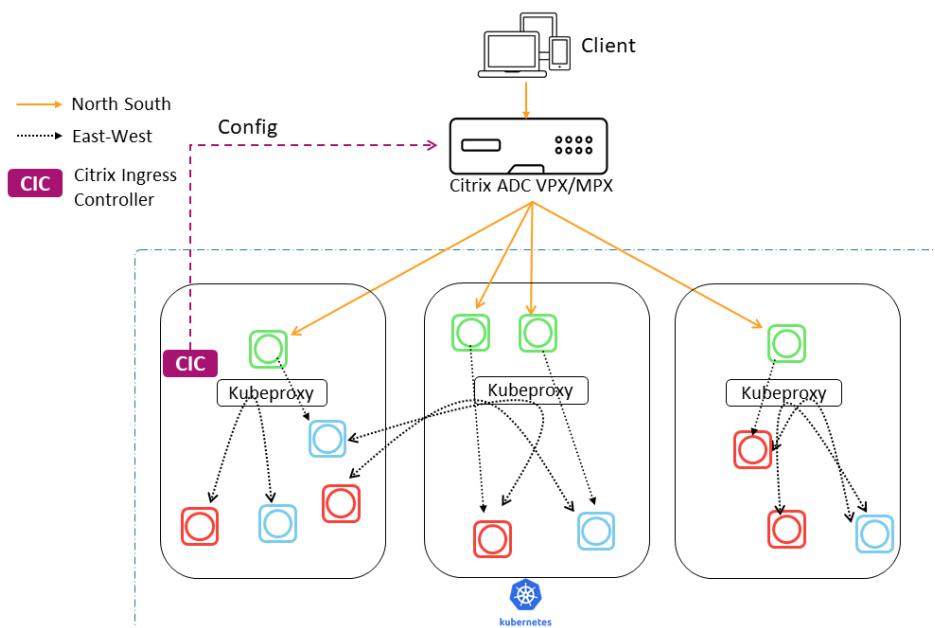 Client
North South
East-West
CIC
Citrix Ingress
Controller
Config
Citrix ADC VPX/MPX
CIC
Kubeproxy
Kubeproxy
Kubeproxy
kubernetes